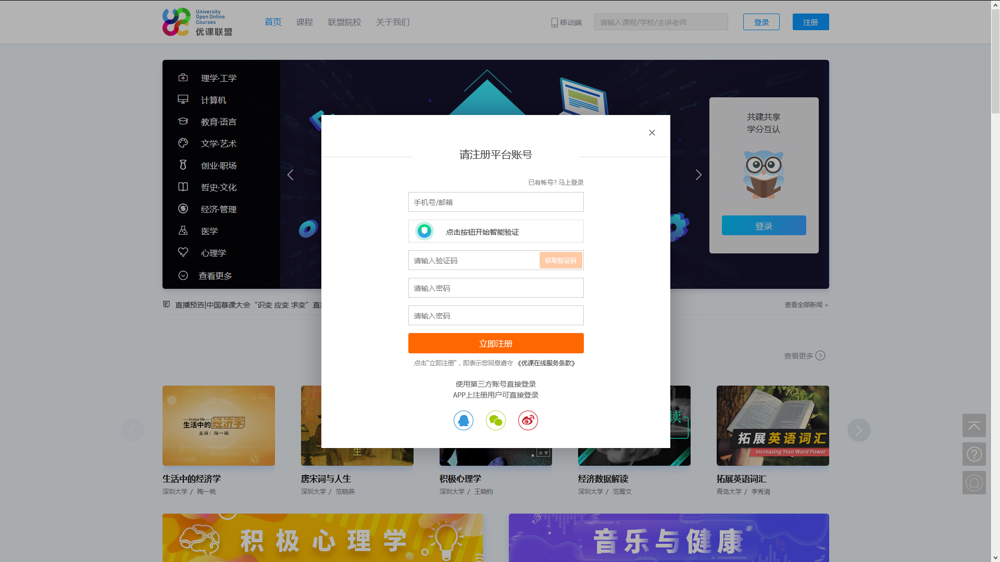 University
Open Online
Courses
优课联盟
首页
课程
联盟院校
关于我们
移动端
请输入课程/学校/主讲老师
登录
注册
理学·工学
计算机
教育·语言
文学·艺术
创业·职场
哲史·文化
经济·管理
医学
心理学
查看更多
共建共享
学分互认
登录
请注册平台账号
已有帐号? 马上登录
手机号/邮箱
点击按钮开始智能验证
请输入验证码
获取验证码
请输入密码
请输入密码
立即注册
点击“立即注册”，即表示您同意遵守 《优课在线服务条款》
使用第三方账号直接登录
APP上注册用户可直接登录
直播预告|中国慕课大会“识变 应变 求变”直
查看全部新闻 >
查看更多
In your life
生活中的经济学
主讲：陶一桃
生
大学
读
拓展英语词汇
Increasing Your Word Power
生活中的经济学
深圳大学 / 陶一桃
唐宋词与人生
深圳大学 / 范晓燕
积极心理学
深圳大学 / 王晓钧
经济数据解读
深圳大学 / 范霄文
拓展英语词汇
青岛大学 / 李秀清
积极心理学
音乐与健康